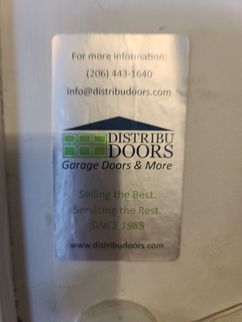 For more information:
(206) 443-1640
info@distribudoors.com
DISTRIBU
DOORS
Garage Doors & More
Selling the Best.
Servicing the Rest.
SINCE 1985
www.distribudoors.com